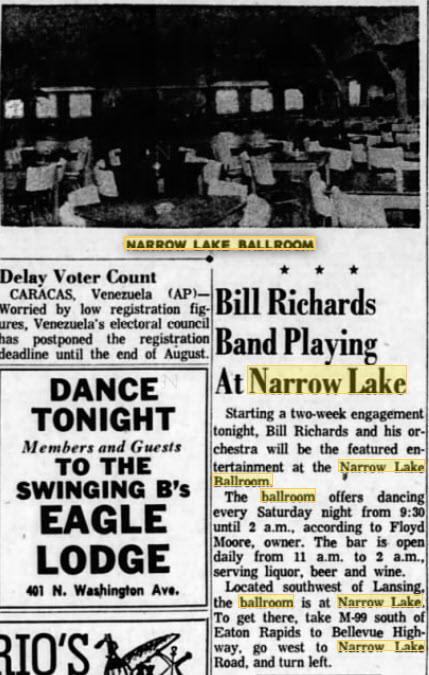 NARROW LAKE BALLROOM
Delay Voter Count
CARACAS, Venezuela (AP)—
Worried by low registration fig-
ures, Venezuela's electoral council
has postponed the registration
deadline until the end of August.
DANCE
TONIGHT
Members and Guests
TO THE
SWINGING B's
EAGLE
LODGE
401 N. Washington Ave.
RIO'S
★ ★ ★
Bill Richards
Band Playing
At Narrow Lake
Starting a two-week engagement
tonight, Bill Richards and his or-
chestra will be the featured en-
tertainment at the Narrow Lake
Ballroom.
The ballroom offers dancing
every Saturday night from 9:30
until 2 a.m., according to Floyd
Moore, owner. The bar is open
daily from 11 a.m. to 2 a.m.,
serving liquor, beer and wine.
Located southwest of Lansing,
the ballroom is at Narrow Lake.
To get there, take M-99 south of
Eaton Rapids to Bellevue High-
way, go west to Narrow Lake
Road, and turn left.